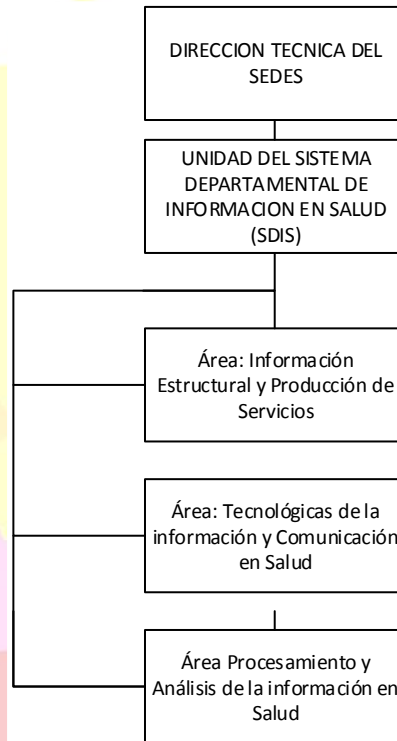 DIRECCION TECNICA DEL
SEDES
UNIDAD DEL SISTEMA
DEPARTAMENTAL DE
INFORMACION EN SALUD
(SDIS)
Área: Información
Estructural y Producción de
Servicios
Área: Tecnológicas de la
información y Comunicación
en Salud
Área Procesamiento y
Análisis de la información en
Salud